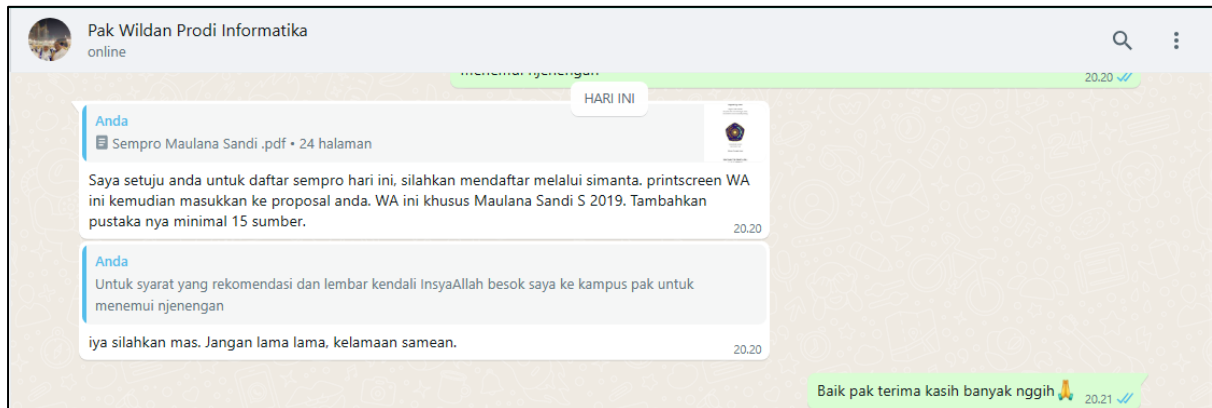 Pak Wildan Prodi Informatika
online
menemui njenengan
20.20
HARI INI
Anda
Sempro Maulana Sandi .pdf • 24 halaman
Saya setuju anda untuk daftar sempro hari ini, silahkan mendaftar melalui simanta. printscreen WA
ini kemudian masukkan ke proposal anda. WA ini khusus Maulana Sandi S 2019. Tambahkan
pustaka nya minimal 15 sumber.
20.20
Anda
Untuk syarat yang rekomendasi dan lembar kendali InsyaAllah besok saya ke kampus pak untuk
menemui njenengan
iya silahkan mas. Jangan lama lama, kelamaan samean.
20.20
Baik pak terima kasih banyak nggih🙏
20.21